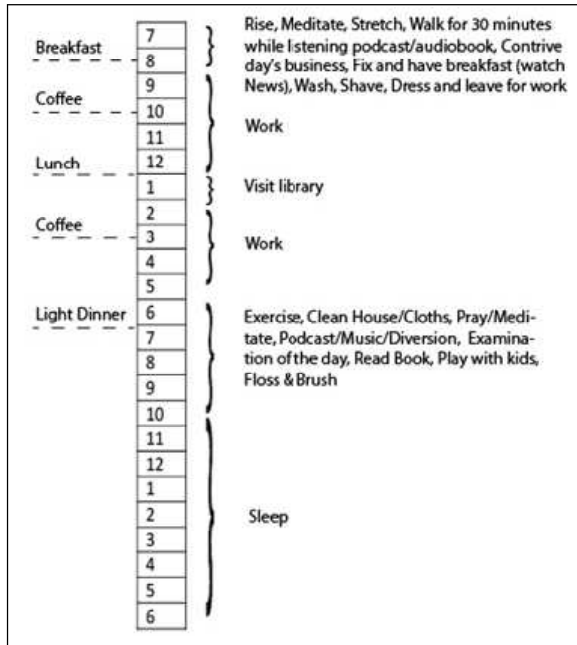 Breakfast
Coffee
Lunch
Coffee
Light Dinner
7
8
9
10
11
12
1
2
3
4
5
6
7
8
9
10
11
12
1
2
3
4
5
6
Rise, Meditate, Stretch, Walk for 30 minutes
while listening podcast/audiobook, Contrive
day's business, Fix and have breakfast (watch
News), Wash, Shave, Dress and leave for work
Work
Visit library
Work
Exercise, Clean House/Cloths, Pray/Medi-
tate, Podcast/Music/Diversion, Examina-
tion of the day, Read Book, Play with kids,
Floss & Brush
Sleep